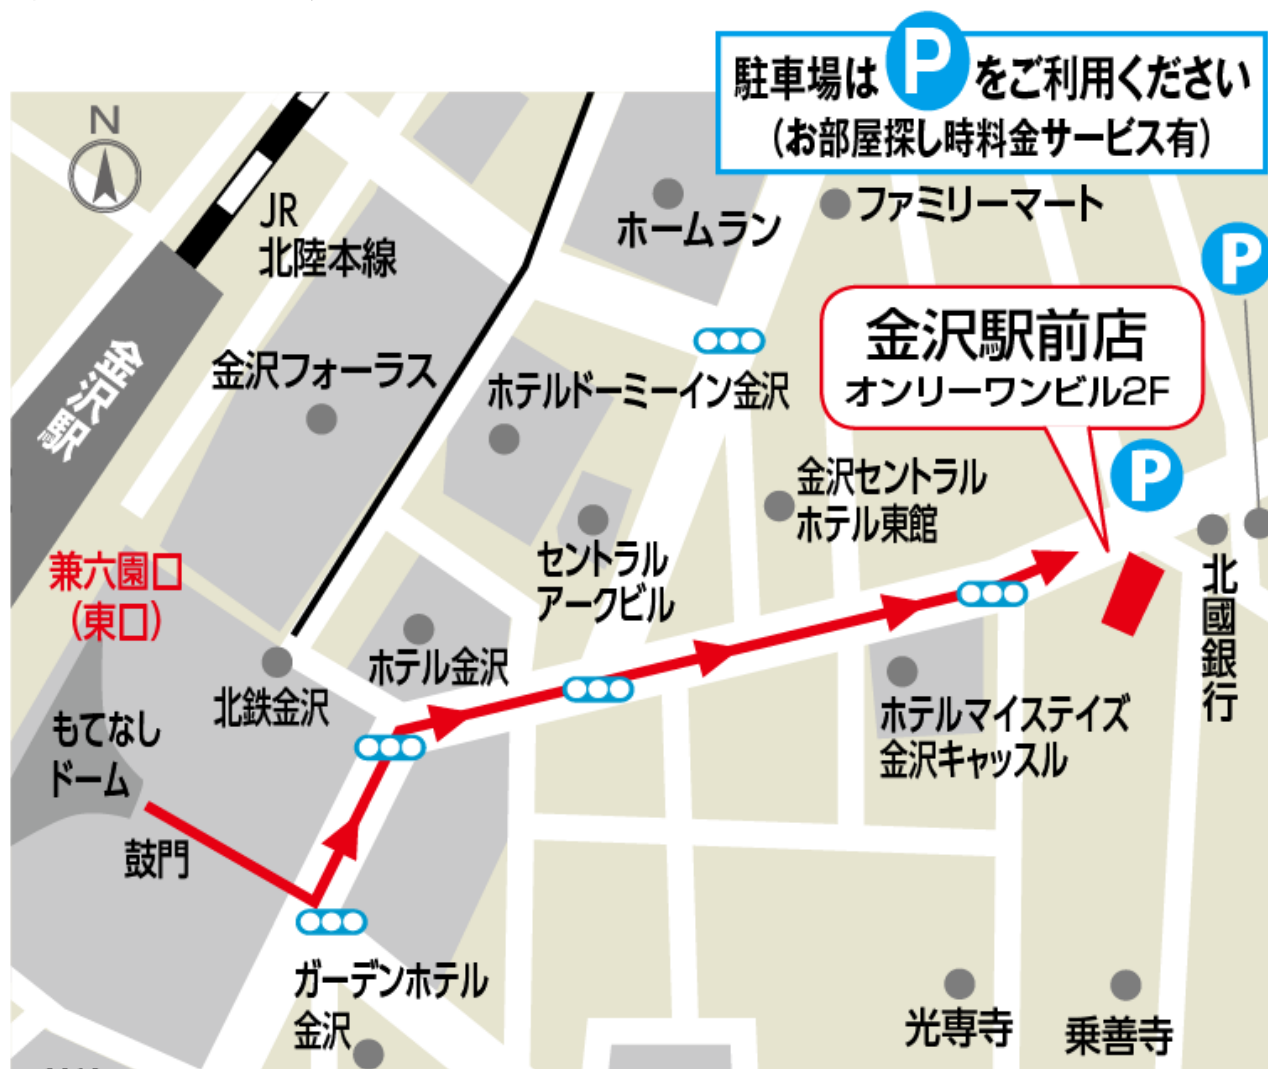 駐車場はPをご利用ください
（お部屋探し時料金サービス有）
N
JR
北陸本線
ホームラン
ファミリーマート
P
金沢駅前店
オンリーワンビル2F
金沢駅
金沢フォーラス
ホテルドーミーイン金沢
P
金沢セントラル
ホテル東館
セントラル
アークビル
兼六園口
（東口）
北國銀行
ホテル金沢
北鉄金沢
もてなし
ドーム
ホテルマイステイズ
金沢キャッスル
鼓門
ガーデンホテル
金沢
光専寺
乗善寺